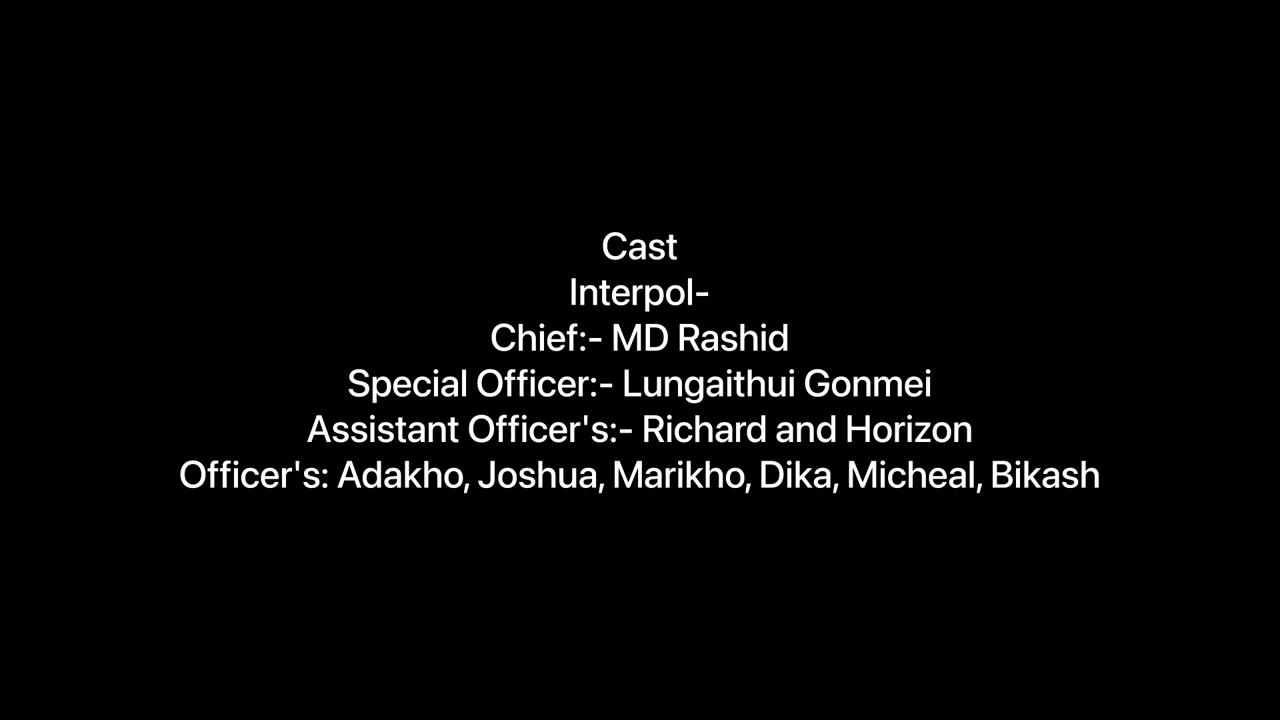 Cast
Interpol-
Chief:- MD Rashid
Special Officer:- Lungaithui Gonmei
Assistant Officer's:- Richard and Horizon
Officer's: Adakho, Joshua, Marikho, Dika, Micheal, Bikash